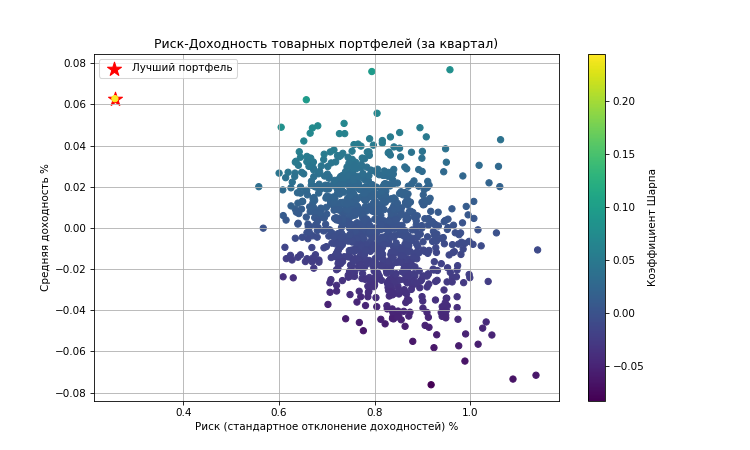 Риск-Доходность товарных портфелей (за квартал)
Лучший портфель
Средняя доходность %
0.08
0.06
0.04
0.02
0.00
−0.02
−0.04
−0.06
−0.08
0.4 0.6 0.8 1.0
Риск (стандартное отклонение доходностей) %
0.20
0.15
0.10
0.05
0.00
−0.05
Коэффициент Шарпа